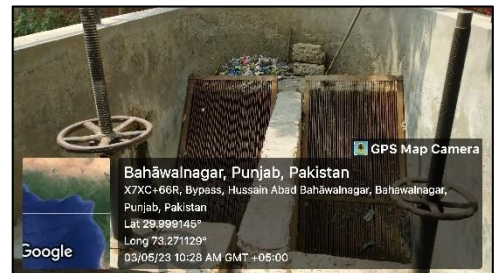 GPS Map Camera
Bahāwalnagar, Punjab, Pakistan
X7XC+66R, Bypass, Hussain Abad Bahāwalnagar, Bahawalnagar,
Punjab, Pakistan
Lat 29.999145°
Long 73.271129°
03/05/23 10:28 AM GMT +05:00
Google